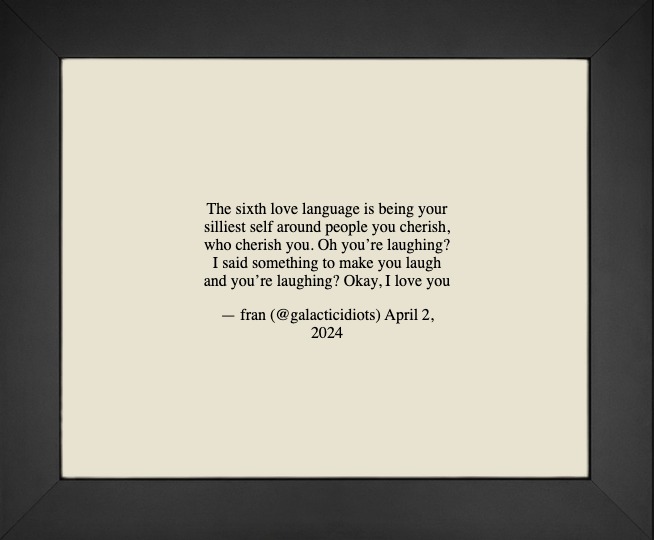 The sixth love language is being your
silliest self around people you cherish,
who cherish you. Oh you’re laughing?
I said something to make you laugh
and you’re laughing? Okay, I love you
— fran (@galacticidiots) April 2,
2024